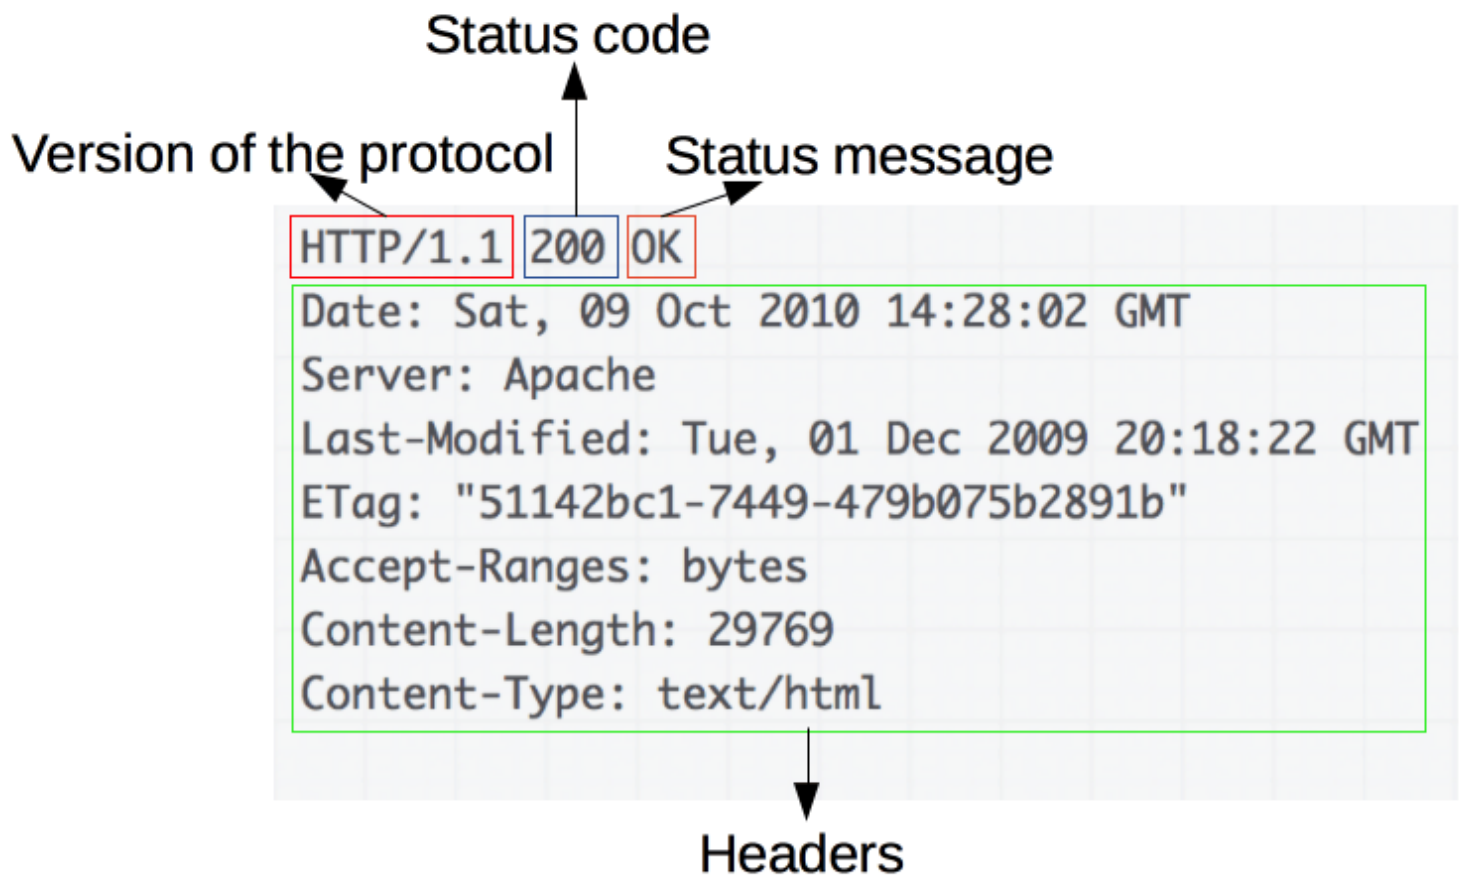 Status code
Version of the protocol
Status message
HTTP/1.1 200 OK
Date: Sat, 09 Oct 2010 14:28:02 GMT
Server: Apache
Last-Modified: Tue, 01 Dec 2009 20:18:22 GMT
ETag: "51142bc1-7449-479b075b2891b"
Accept-Ranges: bytes
Content-Length: 29769
Content-Type: text/html
Headers